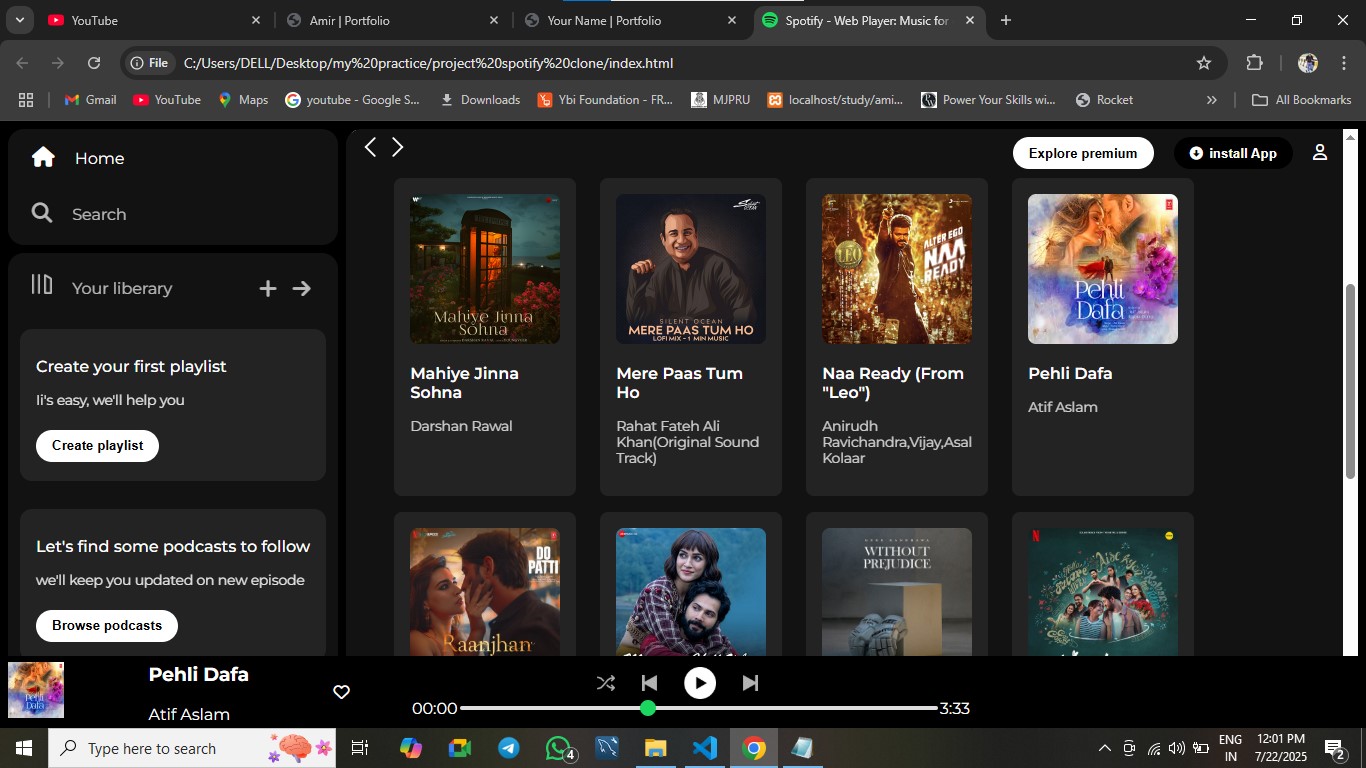 YouTube
Amir | Portfolio
Your Name | Portfolio
Spotify - Web Player: Music for
File
C:/Users/DELL/Desktop/my%20practice/project%20spotify%20clone/index.html
Gmail
YouTube
Maps
youtube - Google S...
Downloads
Ybi Foundation - FR...
MJPRU
localhost/study/ami...
Power Your Skills wi...
Rocket
All Bookmarks
Home
Search
Your liberary
Create your first playlist
Ii's easy, we'll help you
Create playlist
Let's find some podcasts to follow
we'll keep you updated on new episode
Browse podcasts
Explore premium
install App
Mahiye Jinna
Sohna
Mahiye Jinna
Sohna
Darshan Rawal
SILENT OCEAN
MERE PAAS TUM HO
LOFI MIX - 1 MIN MUSIC
Mere Paas Tum
Ho
Rahat Fateh Ali
Khan(Original Sound
Track)
LEO
ALTER EGO
NAA
READY
Naa Ready (From
"Leo")
Anirudh
Ravichandra,Vijay,Asal
Kolaar
Pehli
Dafa
Pehli Dafa
Atif Aslam
DO
PATTI
Raanjhan
WITHOUT
PREJUDICE
Pehli
Dafa
Pehli Dafa
Atif Aslam
00:00
3:33
Type here to search
4
ENG
IN
12:01 PM
7/22/2025
2